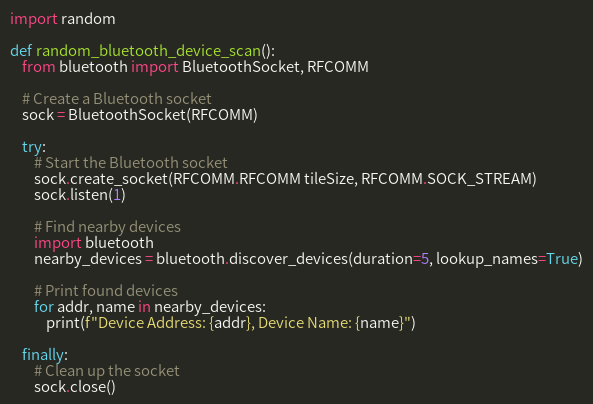 import random
def random_bluetooth_device_scan():
from bluetooth import BluetoothSocket, RFCOMM
# Create a Bluetooth socket
sock = BluetoothSocket(RFCOMM)
try:
# Start the Bluetooth socket
sock.create_socket(RFCOMM.RFCOMM tileSize, RFCOMM.SOCK_STREAM)
sock.listen(1)
# Find nearby devices
import bluetooth
nearby_devices = bluetooth.discover_devices(duration=5, lookup_names=True)
# Print found devices
for addr, name in nearby_devices:
print(f"Device Address: {addr}, Device Name: {name}")
finally:
# Clean up the socket
sock.close()